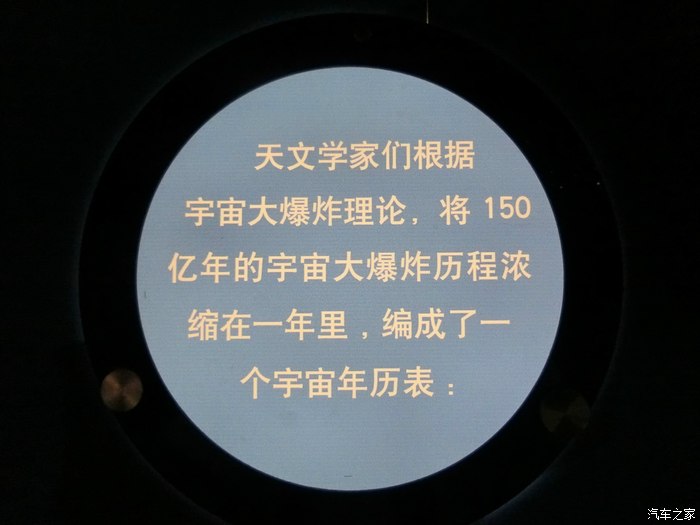 天文学家们根据
宇宙大爆炸理论，将 150
亿年的宇宙大爆炸历程浓
缩在一年里，编成了一
个宇宙年历表：
汽车之家